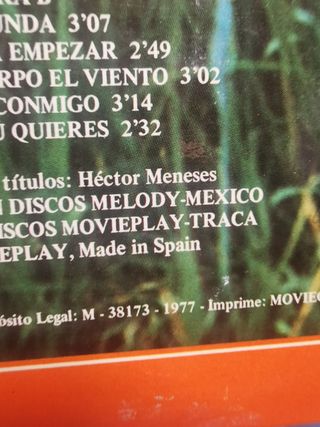 UNDA 3'07
EMPEZAR 2'49
RPO EL VIENTO 3'02
CONMIGO 3'14
QUIERES 2'32
títulos: Héctor Meneses
DISCOS MELODY-MEXICO
ISCOS MOVIEPLAY-TRACA
EPLAY, Made in Spain
ósito Legal: M - 38173 - 1977 - Imprime: MOVIEC